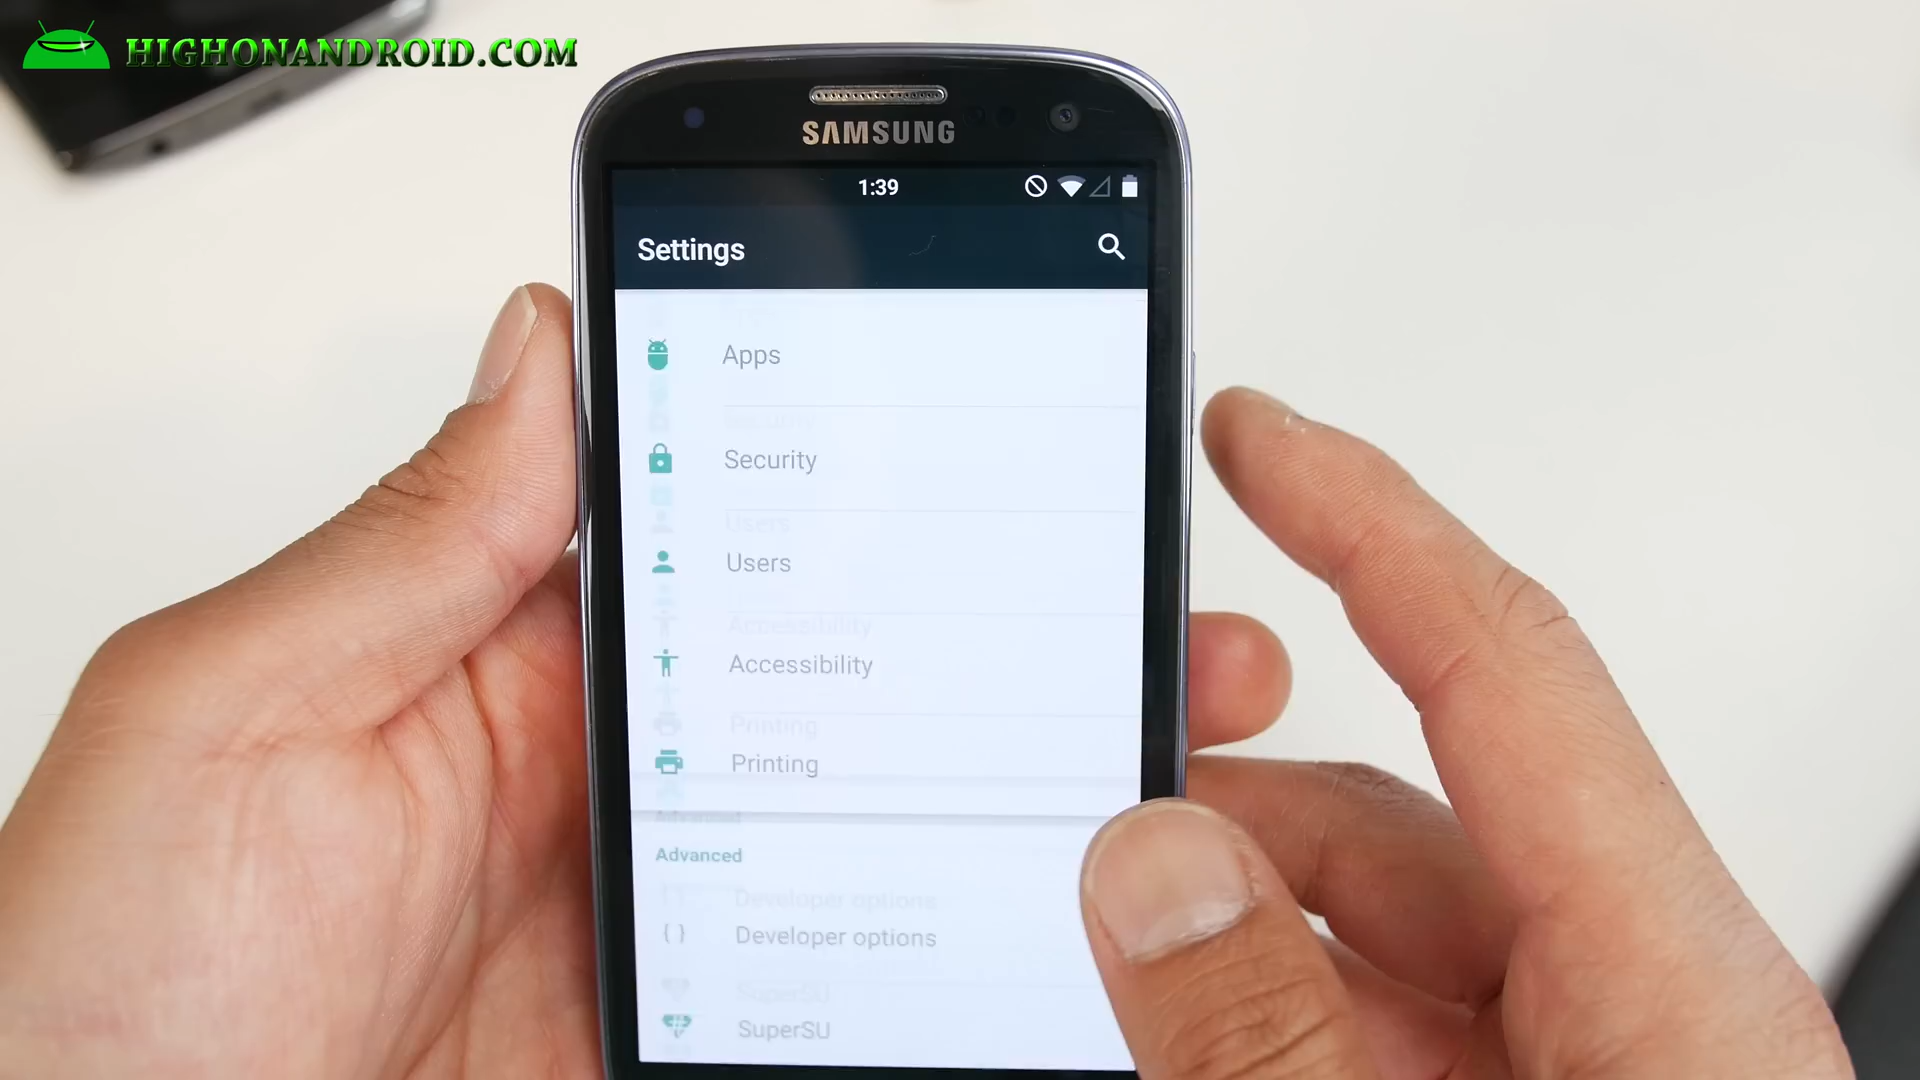 HIGHONANDROID.COM
SAMSUNG
1:39
Settings
Apps
Security
Users
Accessibility
Printing
Advanced
Developer options
SuperSU